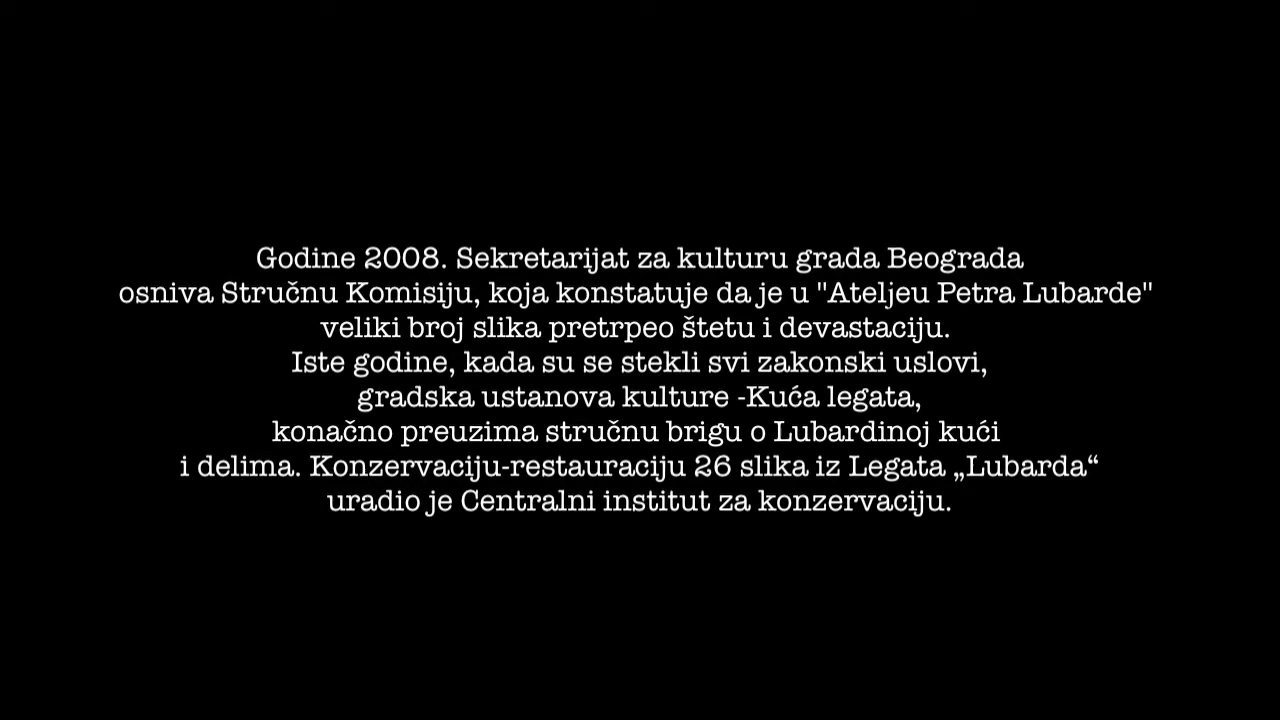 Godine 2008. Sekretarijat za kulturu grada Beograda
osniva Stručnu Komisiju, koja konstatuje da je u "Ateljeu Petra Lubarde"
veliki broj slika pretrpeo štetu i devastaciju.
Iste godine, kada su se stekli svi zakonski uslovi,
gradska ustanova kulture -Kuća legata,
konačno preuzima stručnu brigu o Lubardinoj kući
i delima. Konzervaciju-restauraciju 26 slika iz Legata „Lubarda“
uradio je Centralni institut za konzervaciju.